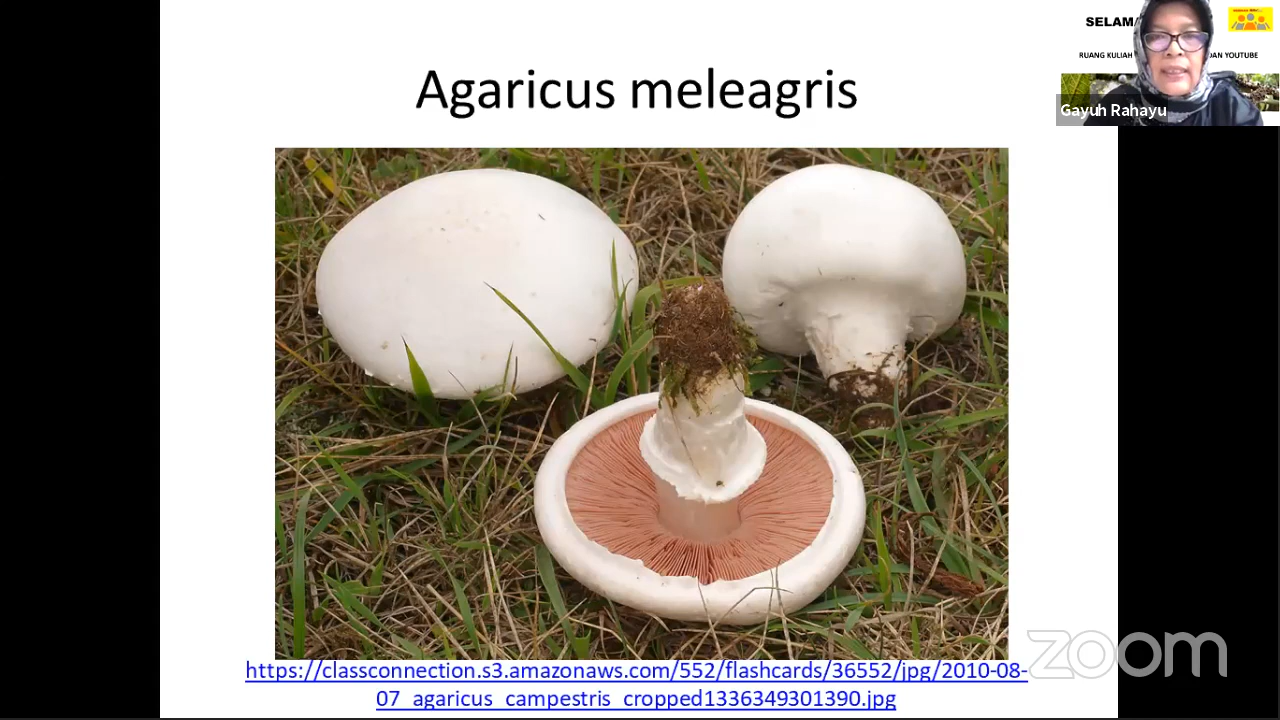 Agaricus meleagris
SELAMA
RUANG KULIAH DAN YOUTUBE
Gayuh Rahayu
https://classconnection.s3.amazonaws.com/552/flashcards/36552/jpg/2010-08-
07_agaricus_campestris_cropped1336349301390.jpg
zoom